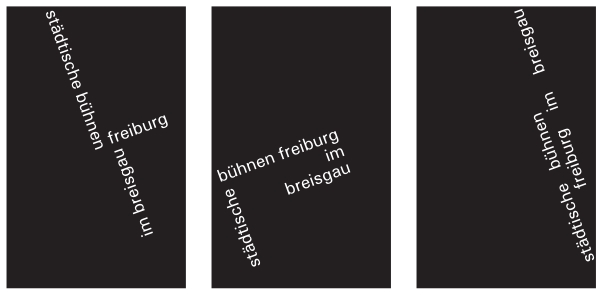 städtische bühnen
freiburg
im breisgau
bühnen freiburg
im
breisgau
städtische
breisgau
im
städtische bühnen
freiburg